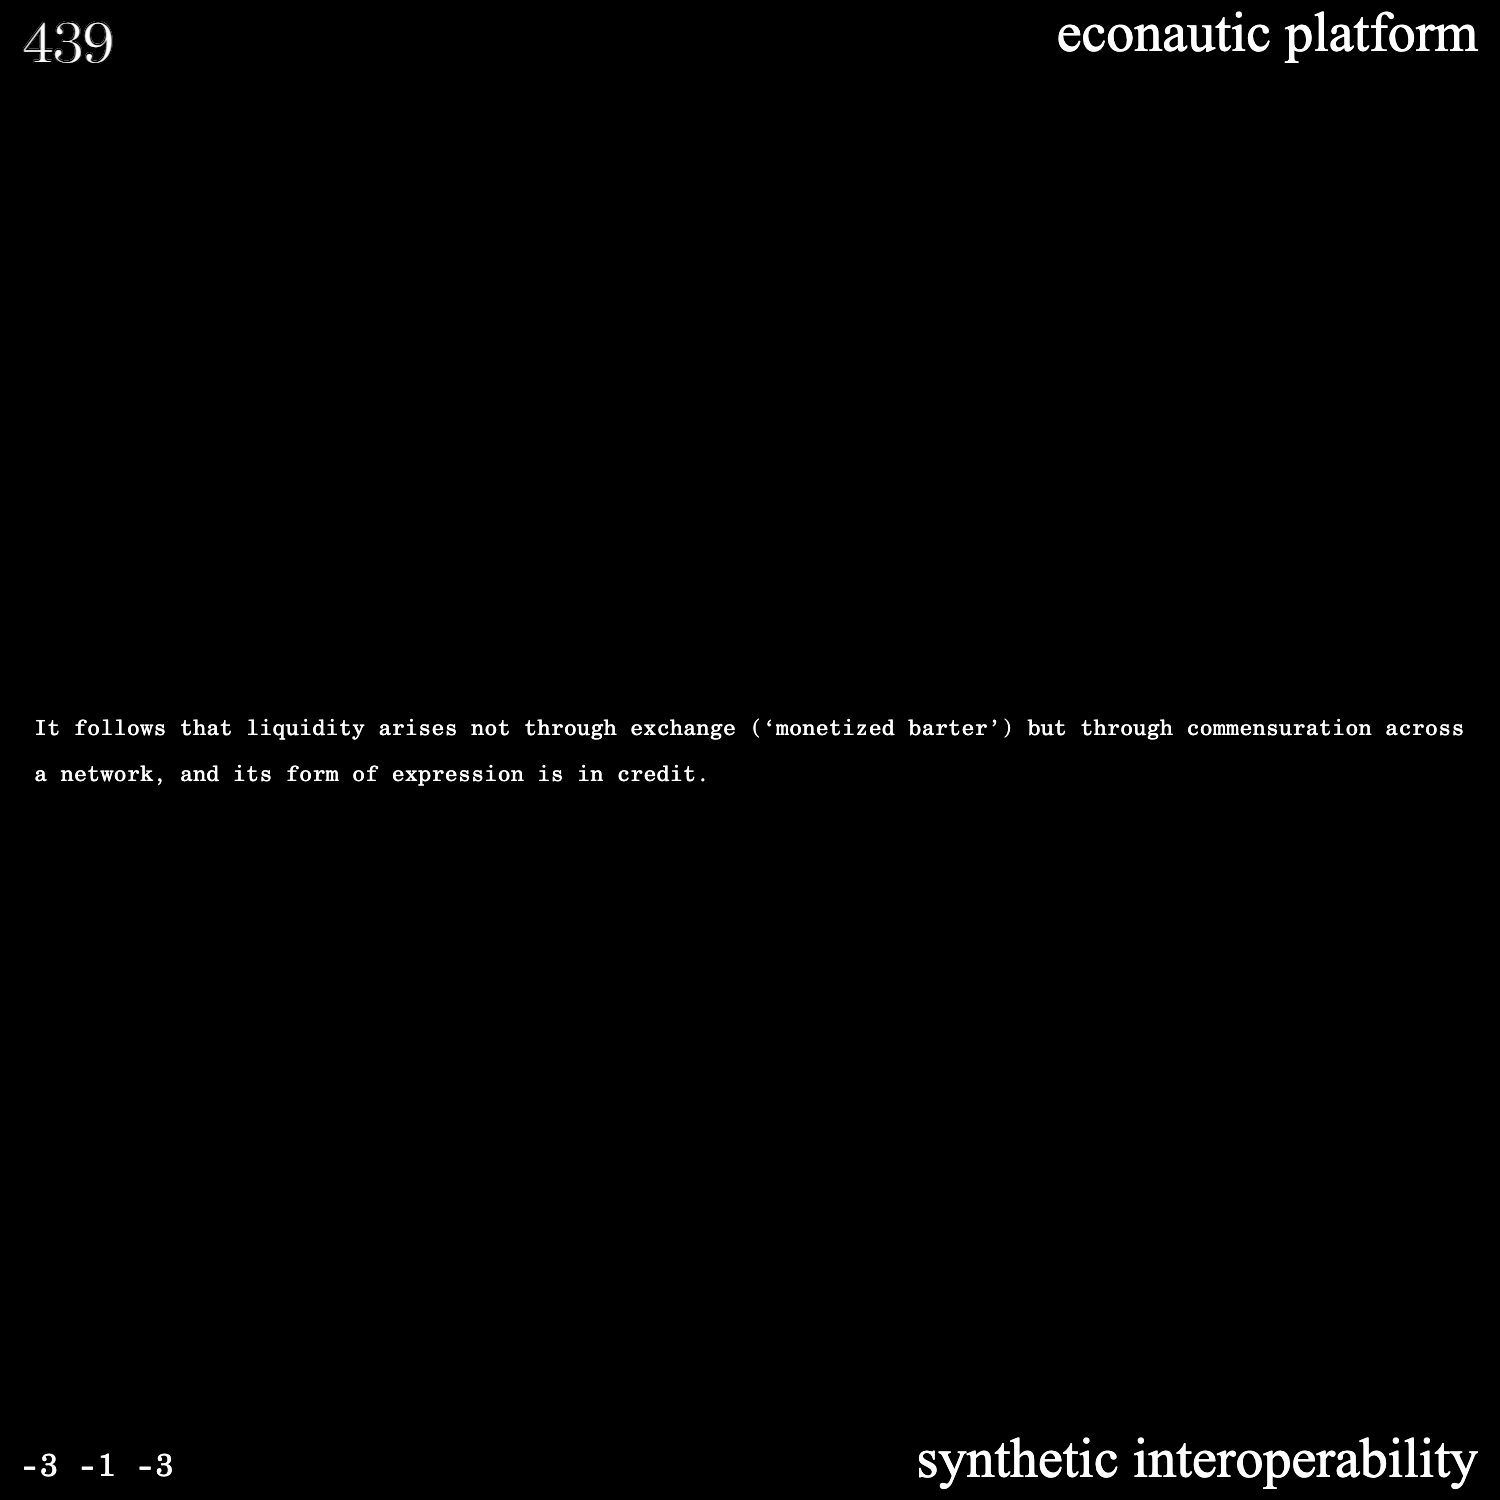 439
econautic platform
It follows that liquidity arises not through exchange (‘monetized barter’) but through commensuration across
a network, and its form of expression is in credit.
-3 -1 -3
synthetic interoperability